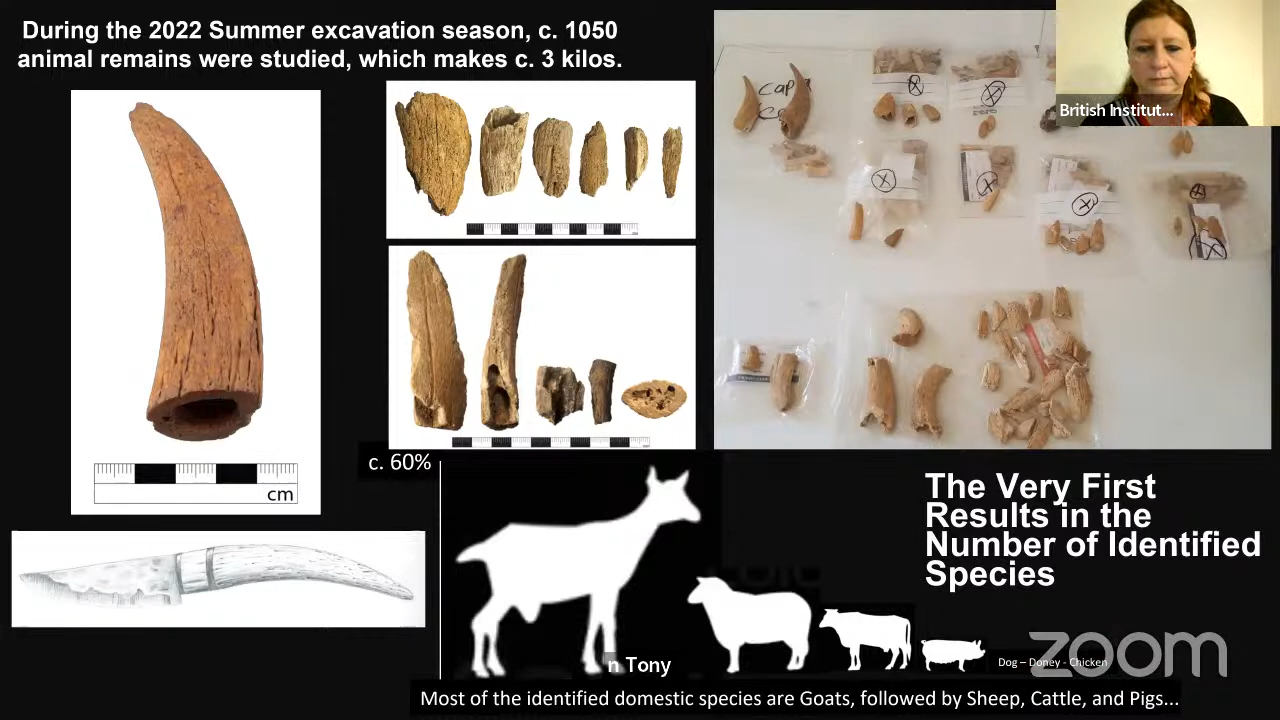 During the 2022 Summer excavation season, c. 1050
animal remains were studied, which makes c. 3 kilos.
British Institut...
cm
c. 60%
The Very First
Results in the
Number of Identified
Species
n Tony
Dog – Doney - Chicken
zoom
Most of the identified domestic species are Goats, followed by Sheep, Cattle, and Pigs...